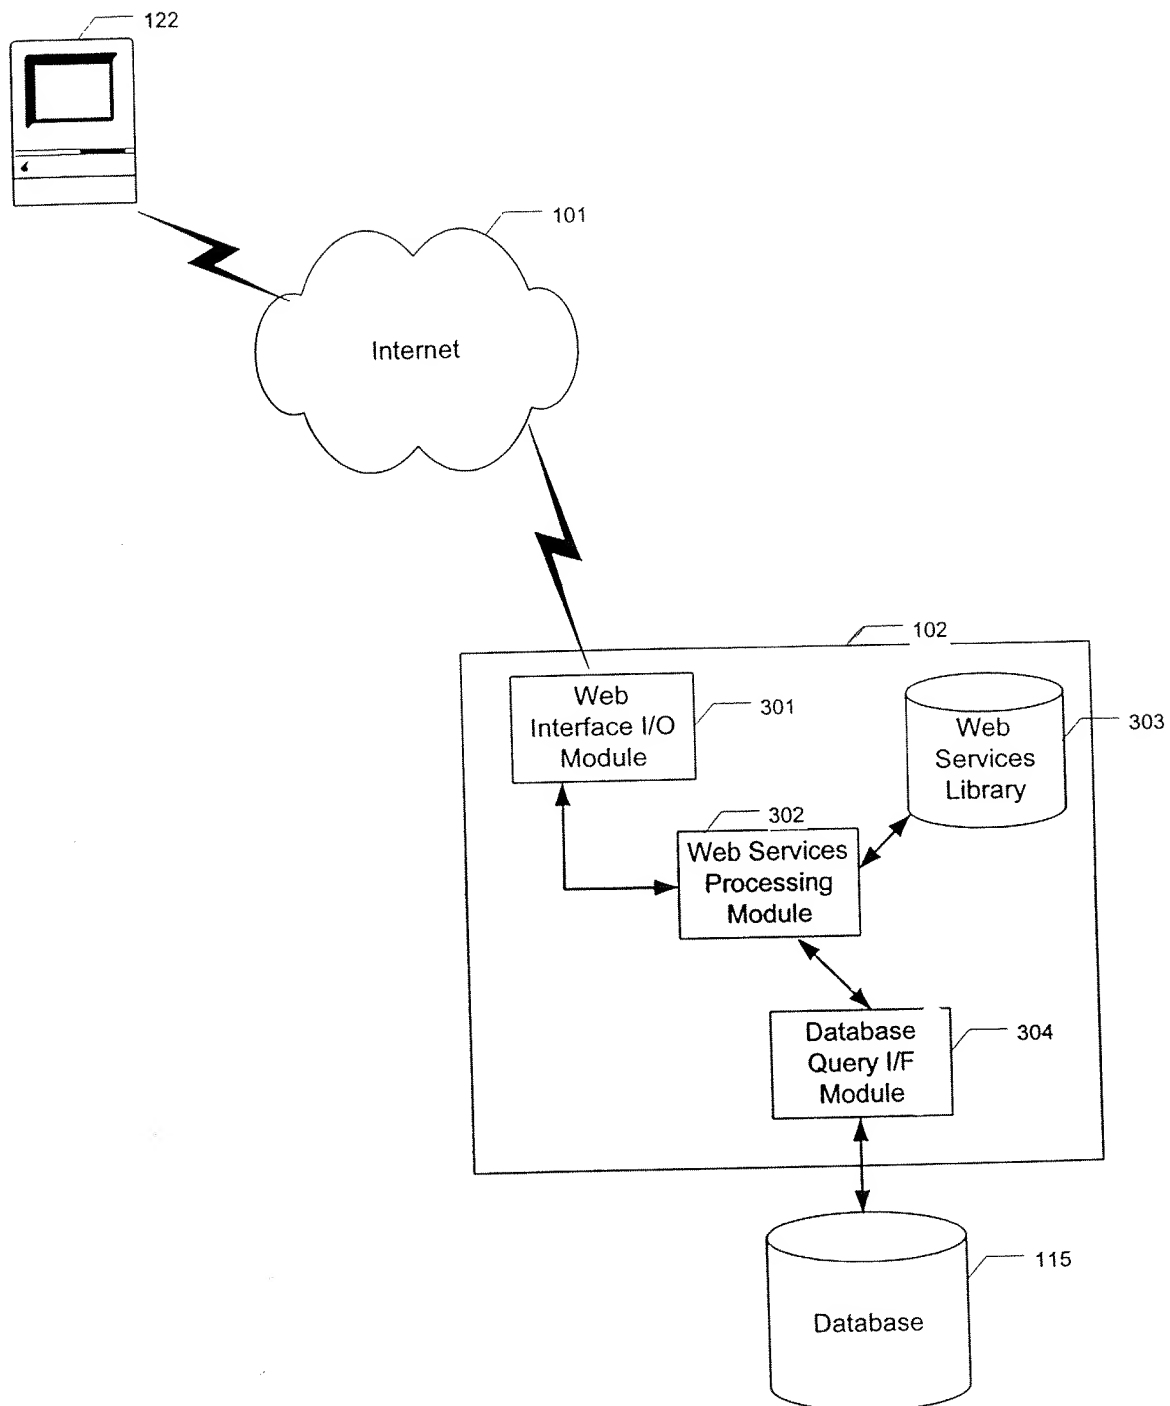 122
101
Internet
102
Web
Interface I/O
Module
301
Web
Services
Library
303
302
Web Services
Processing
Module
Database
Query I/F
Module
304
115
Database